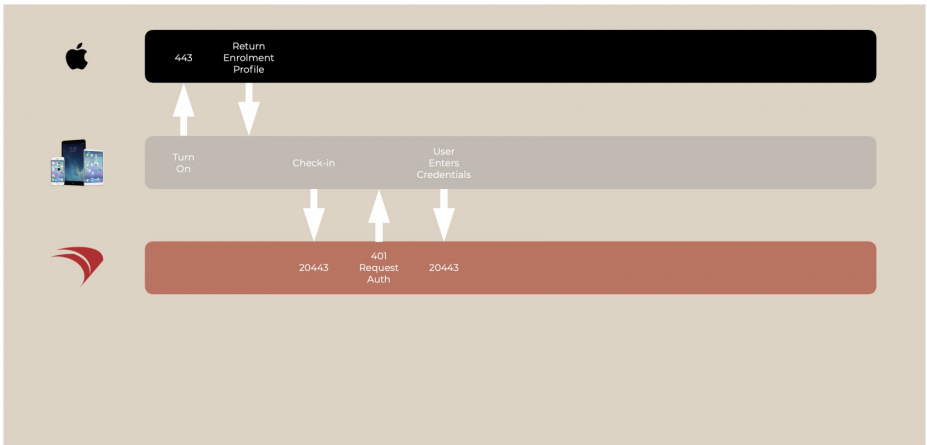 443
Return
Enrolment
Profile
Turn
On
Check-in
User
Enters
Credentials
20443
401
Request
Auth
20443